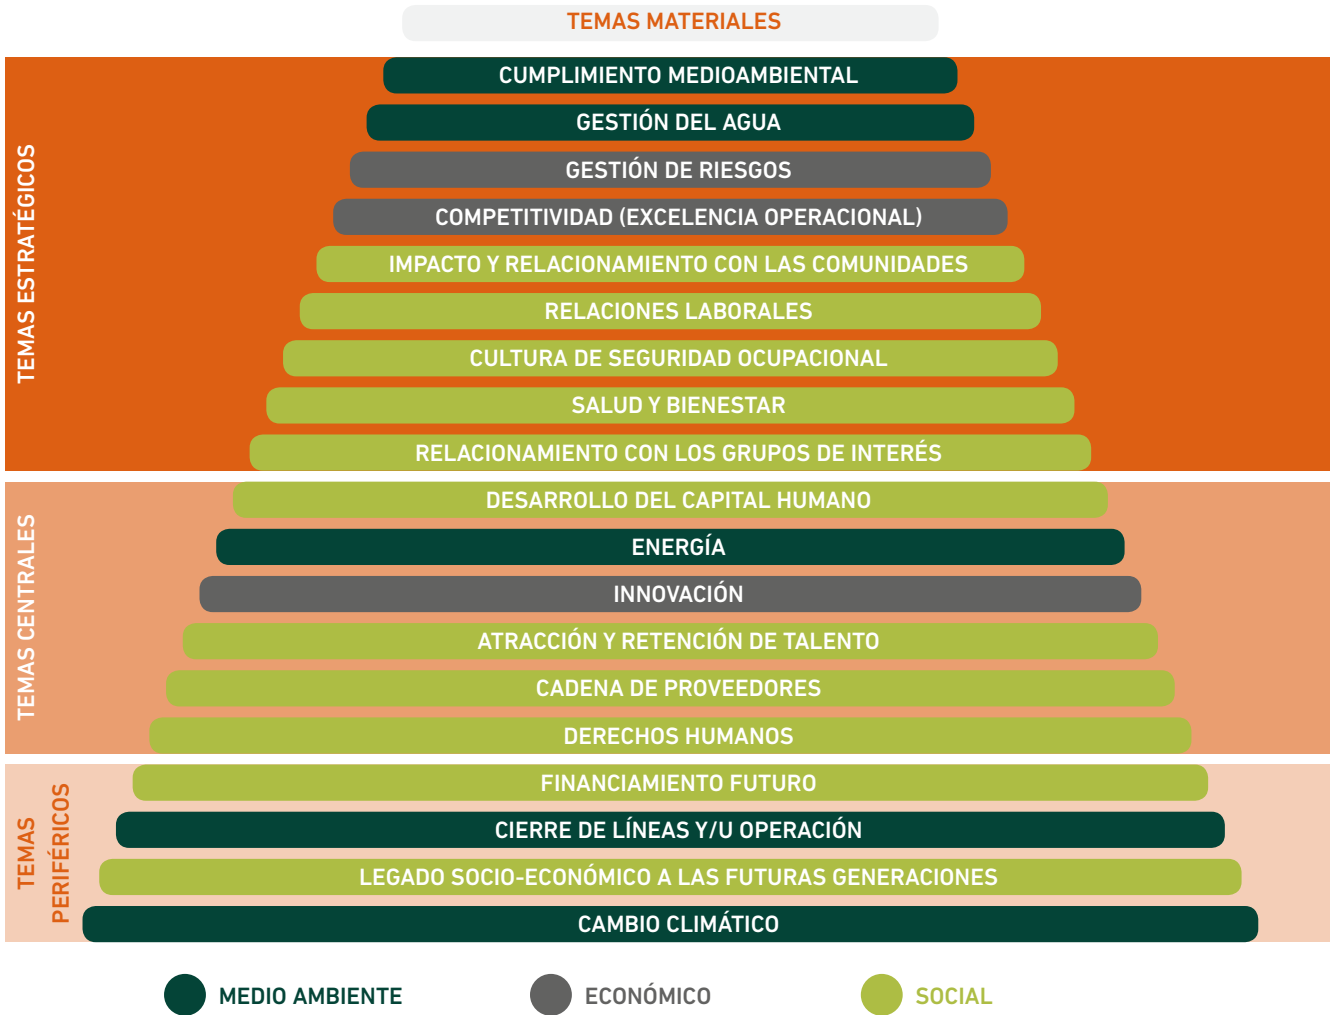 TEMAS MATERIALES
TEMAS ESTRATÉGICOS
CUMPLIMIENTO MEDIOAMBIENTAL
GESTIÓN DEL AGUA
GESTIÓN DE RIESGOS
COMPETITIVIDAD (EXCELENCIA OPERACIONAL)
IMPACTO Y RELACIONAMIENTO CON LAS COMUNIDADES
RELACIONES LABORALES
CULTURA DE SEGURIDAD OCUPACIONAL
SALUD Y BIENESTAR
RELACIONAMIENTO CON LOS GRUPOS DE INTERÉS
TEMAS CENTRALES
DESARROLLO DEL CAPITAL HUMANO
ENERGÍA
INNOVACIÓN
ATRACCIÓN Y RETENCIÓN DE TALENTO
CADENA DE PROVEEDORES
DERECHOS HUMANOS
TEMAS
PERIFÉRICOS
FINANCIAMIENTO FUTURO
CIERRE DE LÍNEAS Y/U OPERACIÓN
LEGADO SOCIO-ECONÓMICO A LAS FUTURAS GENERACIONES
CAMBIO CLIMÁTICO
MEDIO AMBIENTE
ECONÓMICO
SOCIAL